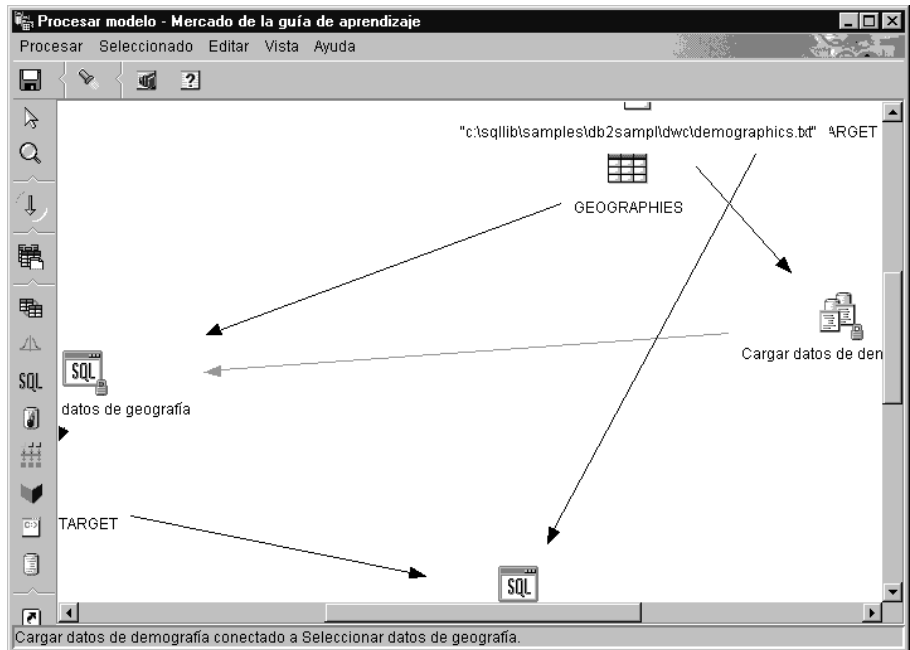 Procesar modelo - Mercado de la guía de aprendizaje
Procesar Seleccionado Editar Vista Ayuda
"c:\sqllib\samples\db2sampl\dwc\demographics.txt" ARGET
GEOGRAPHIES
Cargar datos de den
SQL
datos de geografía
SQL
TARGET
SQL
Cargar datos de demografía conectado a Seleccionar datos de geografía.